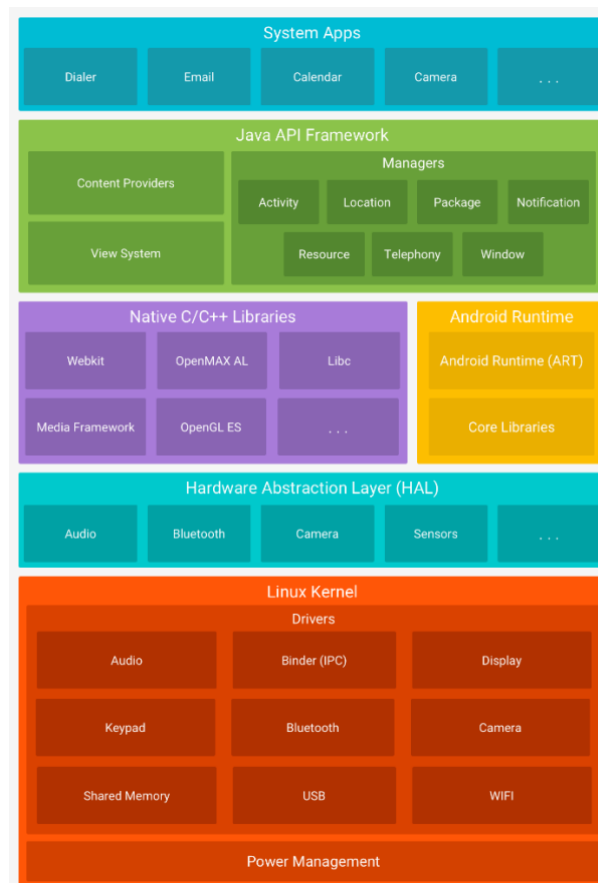 System Apps
Dialer
Email
Calendar
Camera
. . .
Java API Framework
Content Providers
View System
Managers
Activity
Location
Package
Notification
Resource
Telephony
Window
Native C/C++ Libraries
Webkit
OpenMAX AL
Libc
Media Framework
OpenGL ES
. . .
Android Runtime
Android Runtime (ART)
Core Libraries
Hardware Abstraction Layer (HAL)
Audio
Bluetooth
Camera
Sensors
. . .
Linux Kernel
Drivers
Audio
Binder (IPC)
Display
Keypad
Bluetooth
Camera
Shared Memory
USB
WIFI
Power Management